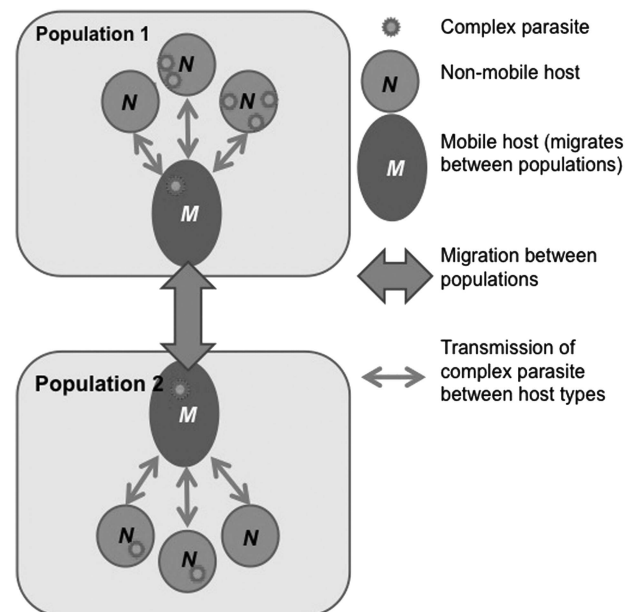 Population 1
N
N
N
M
Population 2
M
N
N
N
Complex parasite
N
Non-mobile host
M
Mobile host (migrates
between populations)
Migration between
populations
Transmission of
complex parasite
between host types